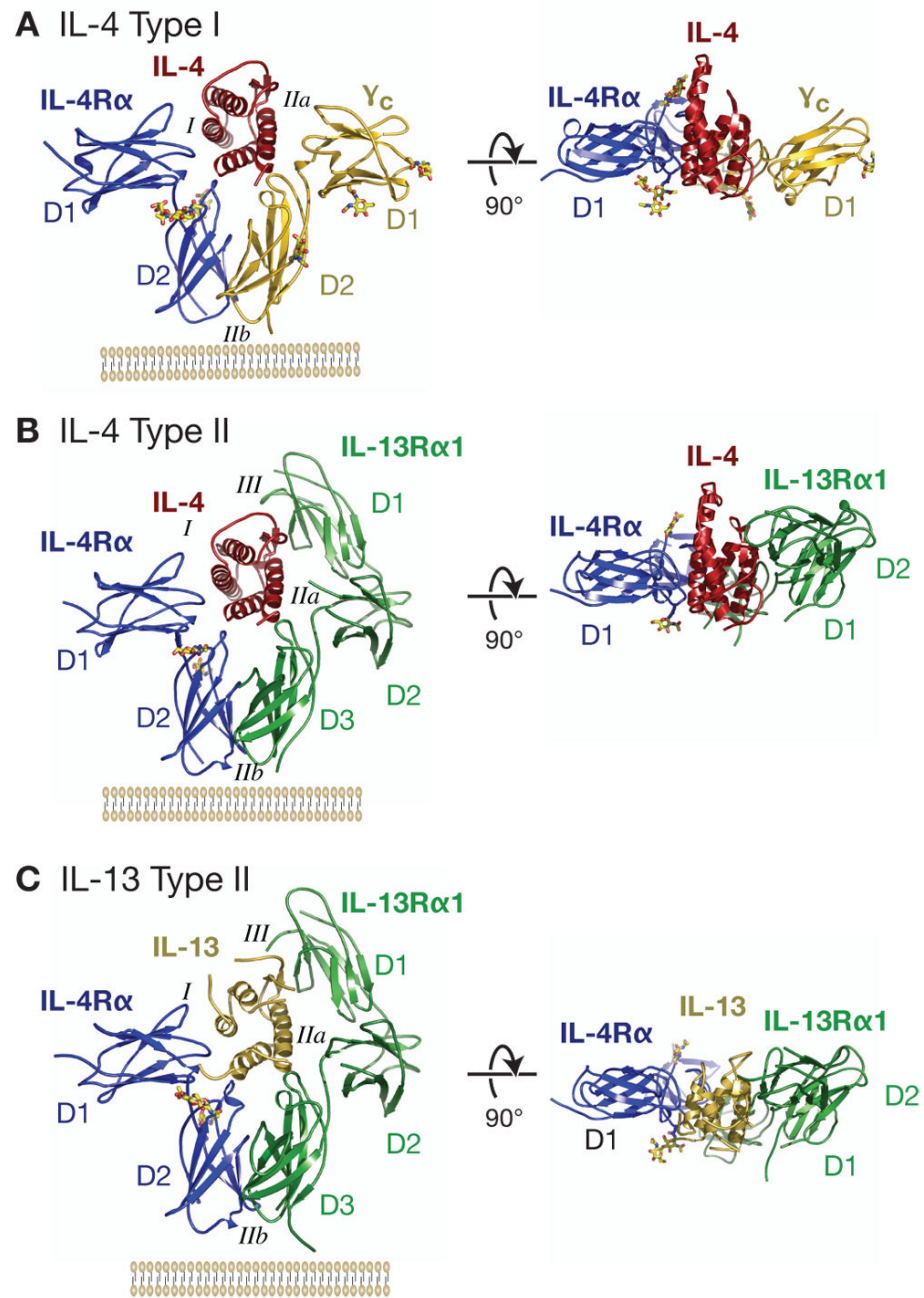 A IL-4 Type I
IL-4
IL-4Rα
IIa
γc
I
D1
D1
D2
D2
IIb
90°
IL-4
IL-4Rα
γc
D1
D1
B IL-4 Type II
IL-13Rα1
III
D1
IL-4
I
IL-4Rα
IIa
D1
D2
D2
D3
IIb
90°
IL-4
IL-13Rα1
IL-4Rα
D2
D1
D1
C IL-13 Type II
IL-13Rα1
IL-13
III
D1
I
IL-4Rα
IIa
D1
D2
D2
D3
IIb
90°
IL-13
IL-4Rα
IL-13Rα1
D2
D1
D1